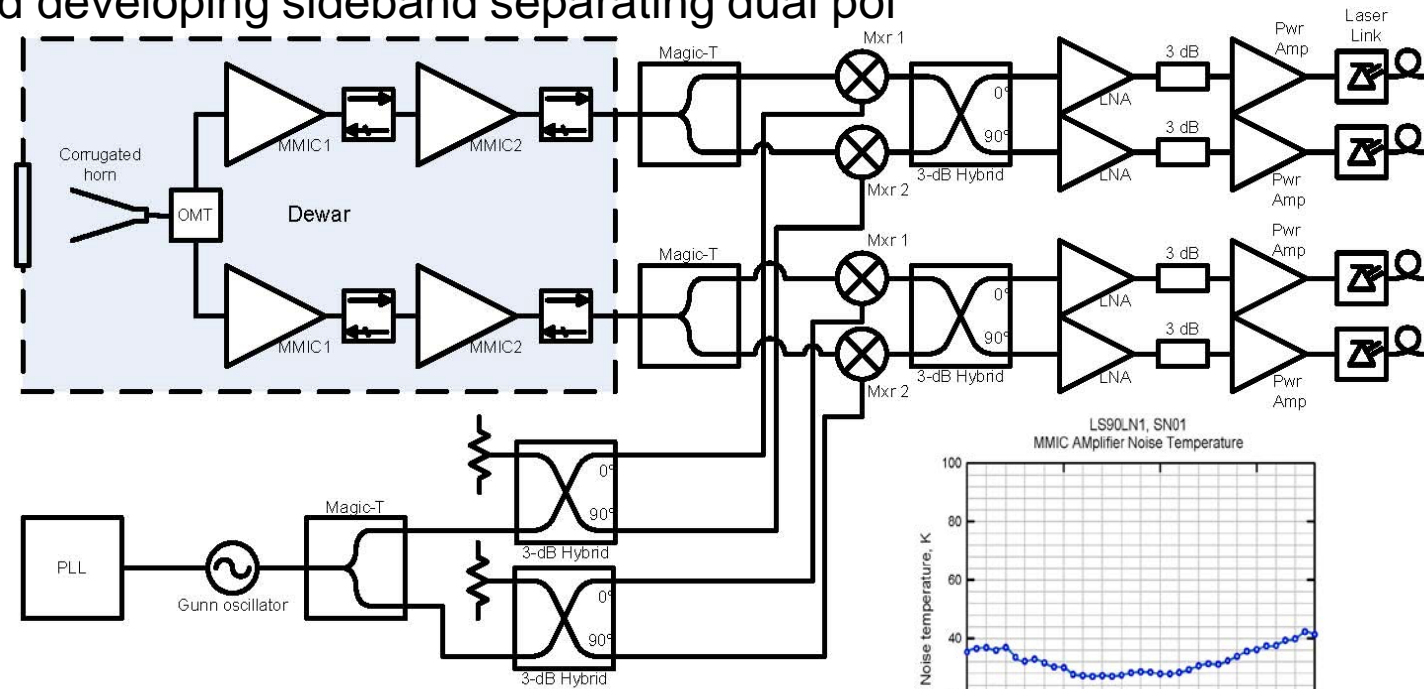 d developing sideband separating dual pol
Laser
Link
Pwr
Amp
Mxr 1
Magic-T
3 dB
0°
LNA
90°
3-dB Hybrid
Mxr 2
3 dB
LNA
Pwr
Amp
Corrugated
horn
OMT
Dewar
MMIC1
MMIC2
MMIC1
MMIC2
Magic-T
Mxr 1
0°
90°
3-dB Hybrid
Mxr 2
3 dB
LNA
Pwr
Amp
3 dB
LNA
Pwr
Amp
PLL
Gunn oscillator
Magic-T
0°
90°
3-dB Hybrid
0°
90°
3-dB Hybrid
LS90LN1, SN01
MMIC AMplifier Noise Temperature
Noise temperature, K
100
80
60
40